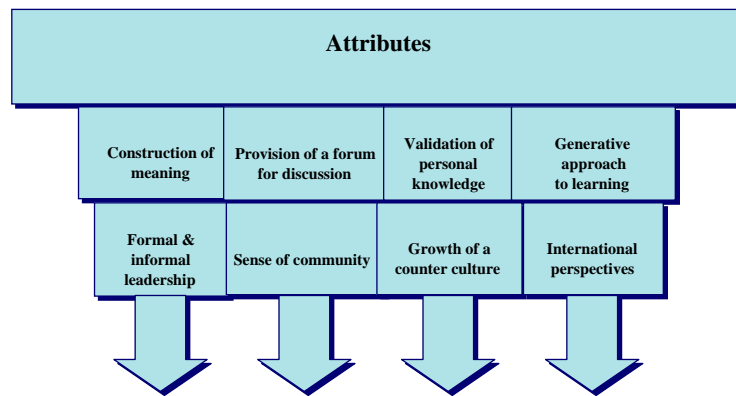 Attributes
Construction of
meaning
Provision of a forum
for discussion
Validation of
personal
knowledge
Generative
approach
to learning
Formal &
informal
leadership
Sense of community
Growth of a
counter culture
International
perspectives